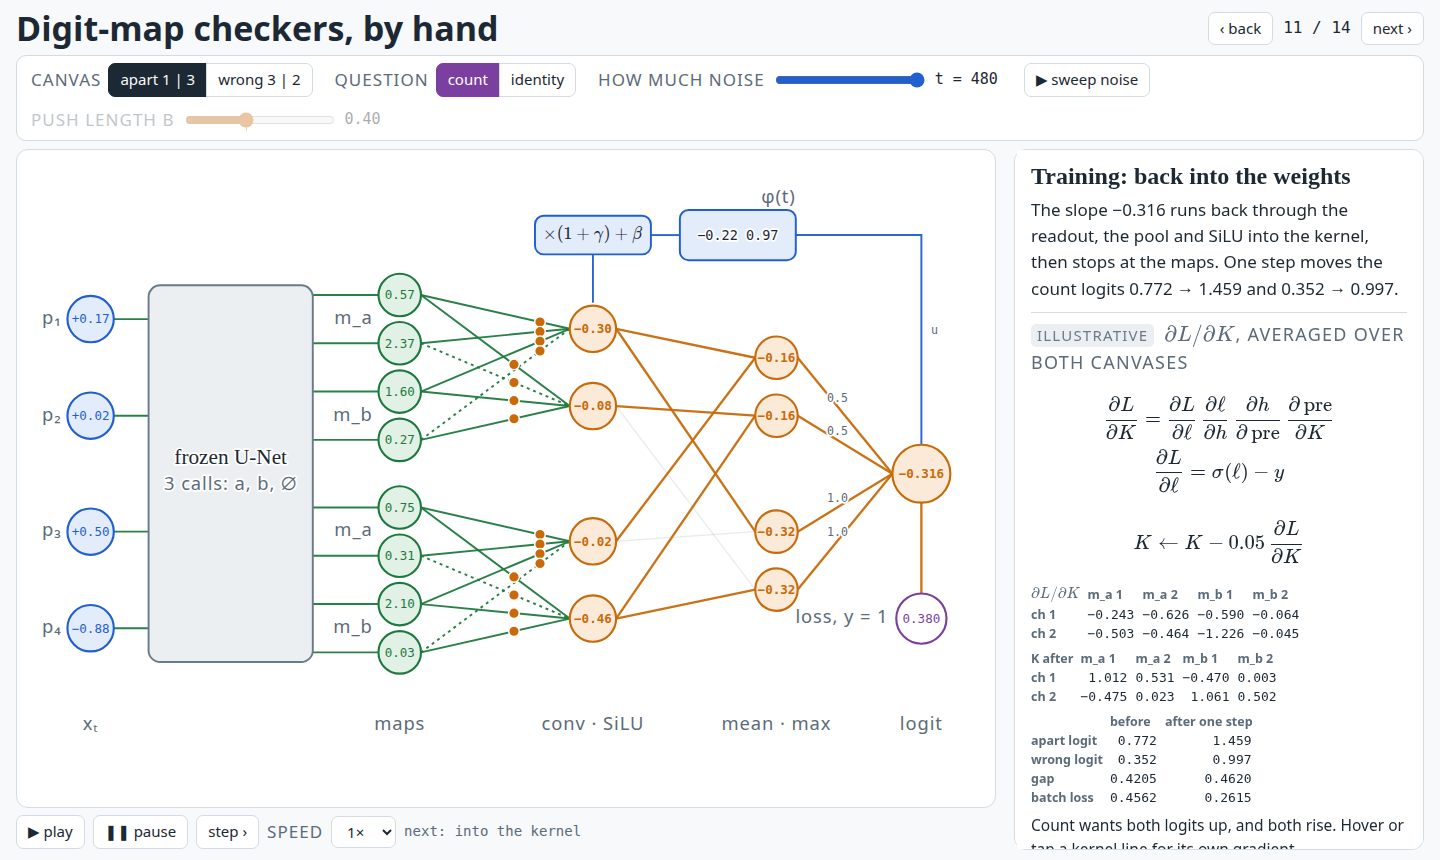 Digit-map checkers, by hand
‹ back 11 / 14 next ›
CANVAS apart 1 | 3 wrong 3 | 2 QUESTION count identity HOW MUCH NOISE t = 480 ▶ sweep noise
PUSH LENGTH B 0.40
φ(t)
×(1 + γ) + β −0.22 0.97
p₁ +0.17
p₂ +0.02
p₃ +0.50
p₄ −0.88
frozen U-Net
3 calls: a, b, ∅
m_a
m_b
m_a
m_b
0.57
2.37
1.60
0.27
0.75
0.31
2.10
0.03
−0.30
−0.08
−0.02
−0.46
−0.16
−0.16
−0.32
−0.32
0.5
0.5
1.0
1.0
u
−0.316
loss, y = 1 0.380
xₜ maps conv · SiLU mean · max logit
▶ play ❚❚ pause step › SPEED 1× next: into the kernel
Training: back into the weights
The slope −0.316 runs back through the
readout, the pool and SiLU into the kernel,
then stops at the maps. One step moves the
count logits 0.772 → 1.459 and 0.352 → 0.997.
ILLUSTRATIVE ∂L/∂K, AVERAGED OVER
BOTH CANVASES
∂L/∂K = ∂L/∂ℓ ∂ℓ/∂h ∂h/∂ pre ∂ pre/∂K
∂L/∂ℓ = σ(ℓ) − y
K ← K − 0.05 ∂L/∂K
∂L/∂K m_a 1 m_a 2 m_b 1 m_b 2
ch 1 −0.243 −0.626 −0.590 −0.064
ch 2 −0.503 −0.464 −1.226 −0.045
K after m_a 1 m_a 2 m_b 1 m_b 2
ch 1 1.012 0.531 −0.470 0.003
ch 2 −0.475 0.023 1.061 0.502
before after one step
apart logit 0.772 1.459
wrong logit 0.352 0.997
gap 0.4205 0.4620
batch loss 0.4562 0.2615
Count wants both logits up, and both rise. Hover or
tap a kernel line for its own gradient.